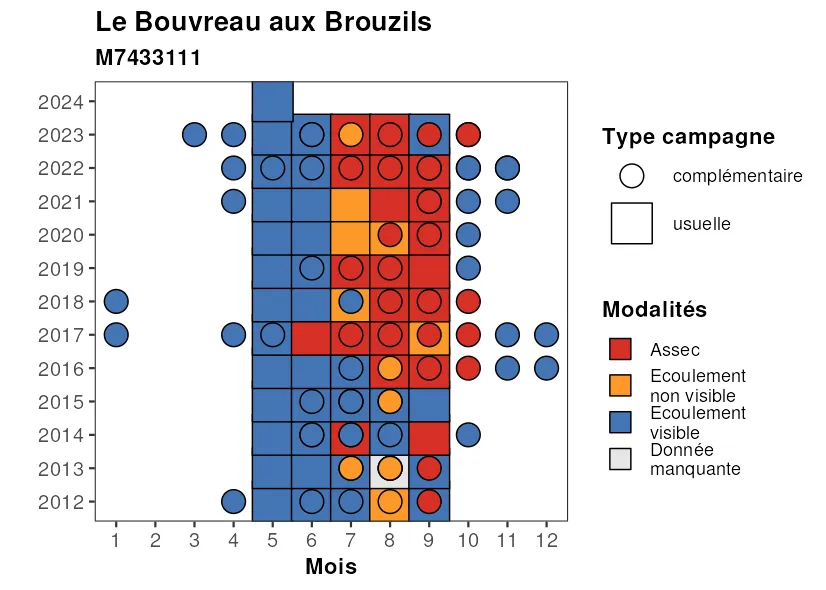 Le Bouvreau aux Brouzils
M7433111
2024
2023
2022
2021
2020
2019
2018
2017
2016
2015
2014
2013
2012
1 2 3 4 5 6 7 8 9 10 11 12
Mois
Type campagne
complémentaire
usuelle
Modalités
Assec
Ecoulement
non visible
Ecoulement
visible
Donnée
manquante